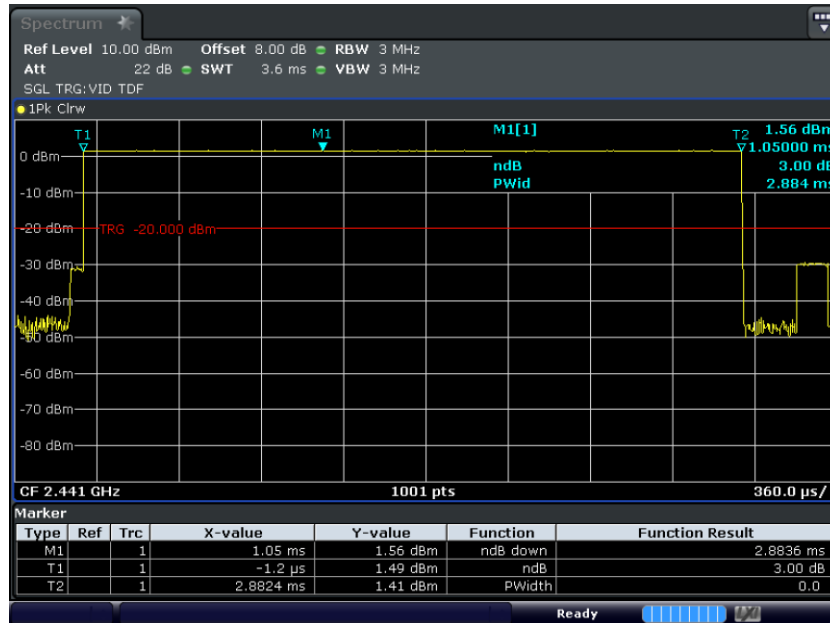 Spectrum
Ref Level 10.00 dBm Offset 8.00 dB RBW 3 MHz
Att 22 dB SWT 3.6 ms VBW 3 MHz
SGL TRG:VID TDF
1Pk Clrw
T1 M1 M1[1] T2 1.56 dBm
1.05000 ms
0 dBm
ndB 3.00 dB
PWid 2.884 ms
-10 dBm
-20 dBm TRG -20.000 dBm
-30 dBm
-40 dBm
-50 dBm
-60 dBm
-70 dBm
-80 dBm
CF 2.441 GHz 1001 pts 360.0 µs/
Marker
Type Ref Trc X-value Y-value Function Function Result
M1 1 1.05 ms 1.56 dBm ndB down 2.8836 ms
T1 1 -1.2 µs 1.49 dBm ndB 3.00 dB
T2 1 2.8824 ms 1.41 dBm PWidth 0.0
Ready